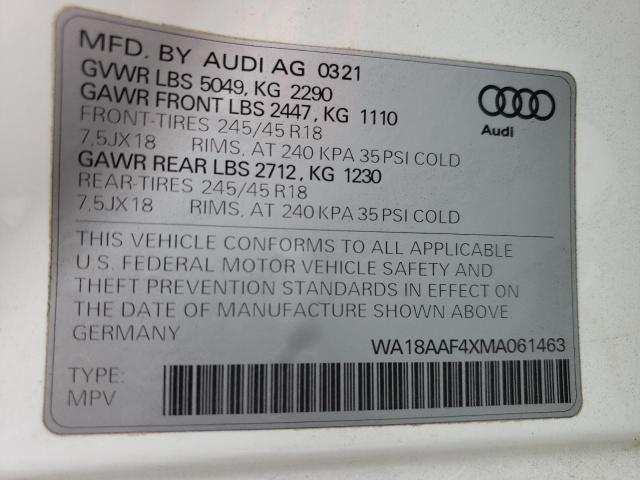 MFD. BY AUDI AG 0321
GVWR LBS 5049, KG 2290
GAWR FRONT LBS 2447, KG 1110
FRONT-TIRES 245/45 R18
7,5JX18 RIMS, AT 240 KPA 35 PSI COLD
GAWR REAR LBS 2712, KG 1230
REAR-TIRES 245/45 R18
7,5JX18 RIMS, AT 240 KPA 35 PSI COLD
Audi
THIS VEHICLE CONFORMS TO ALL APPLICABLE
U.S. FEDERAL MOTOR VEHICLE SAFETY AND
THEFT PREVENTION STANDARDS IN EFFECT ON
THE DATE OF MANUFACTURE SHOWN ABOVE.
GERMANY
WA18AAF4XMA061463
TYPE:
MPV